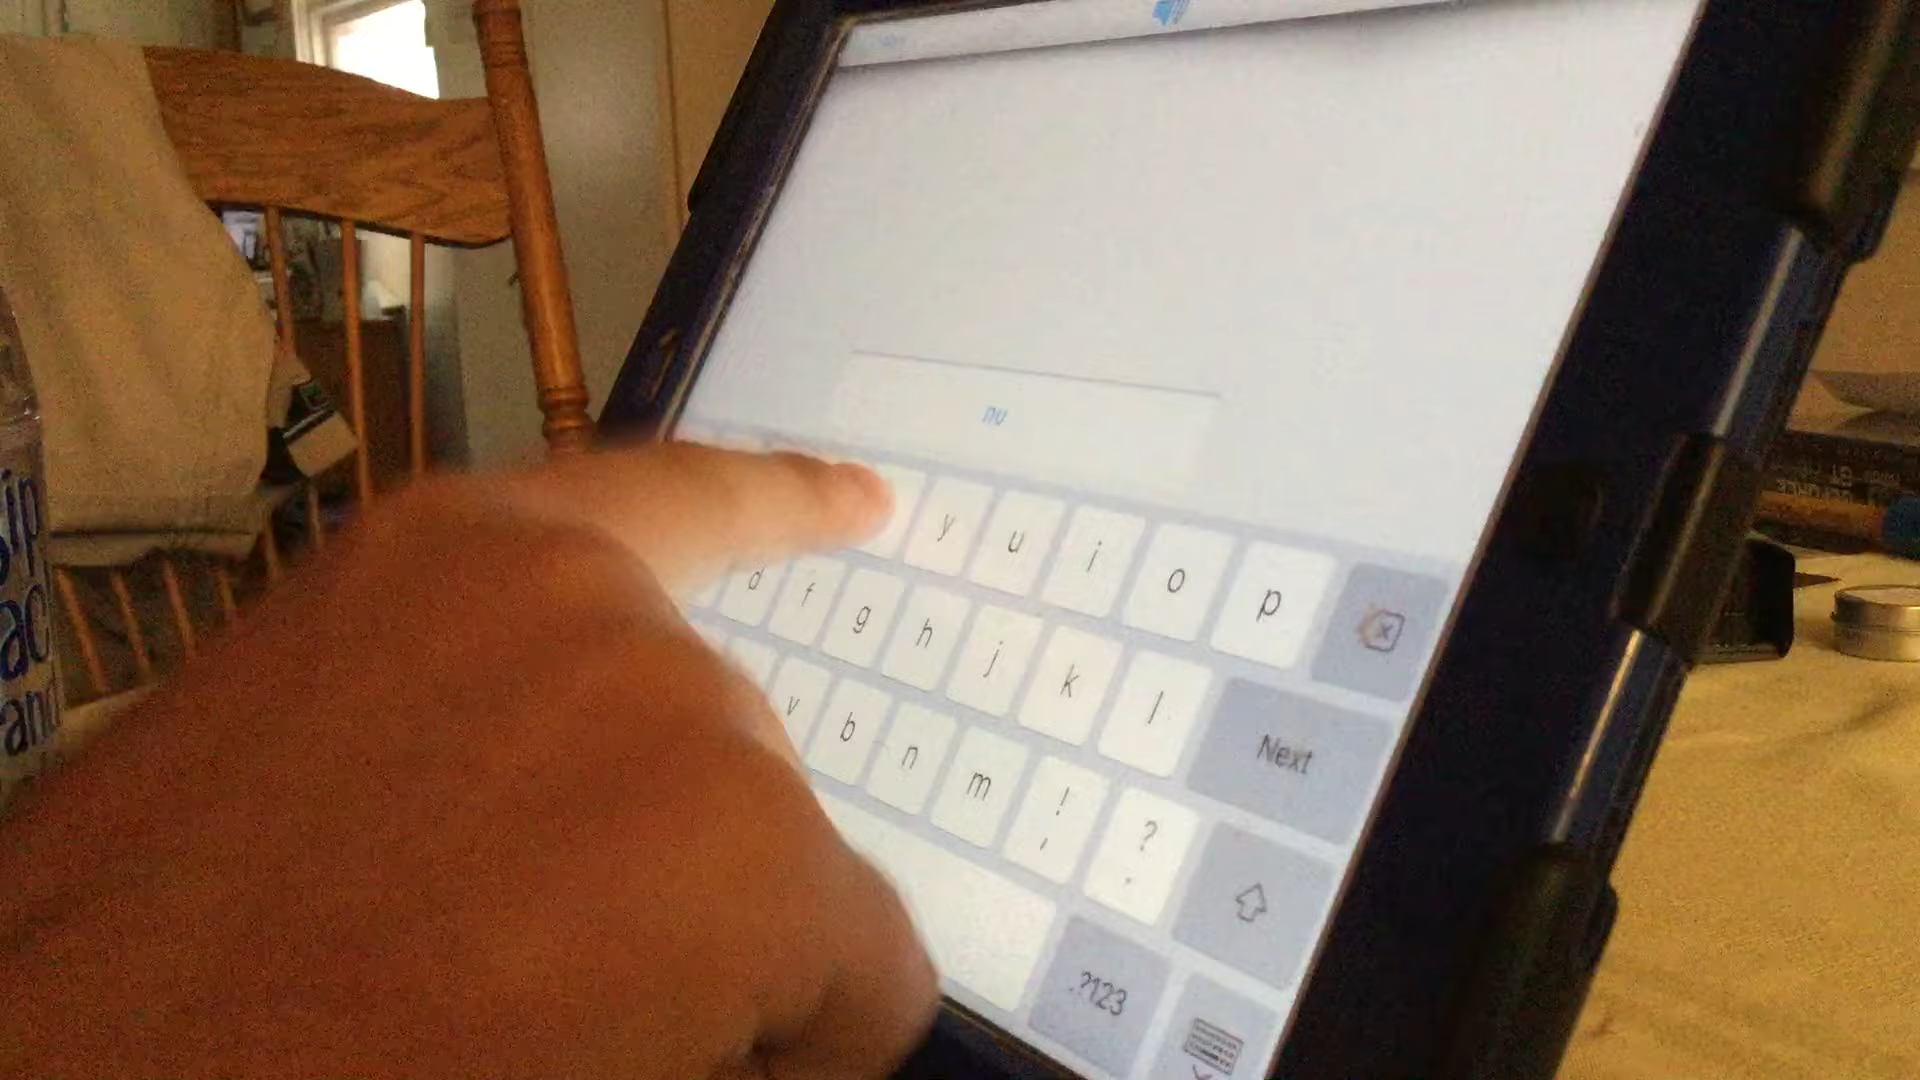 nu
y u i o p
d f g h j k l Next
v b n m ! , ? .
.?123